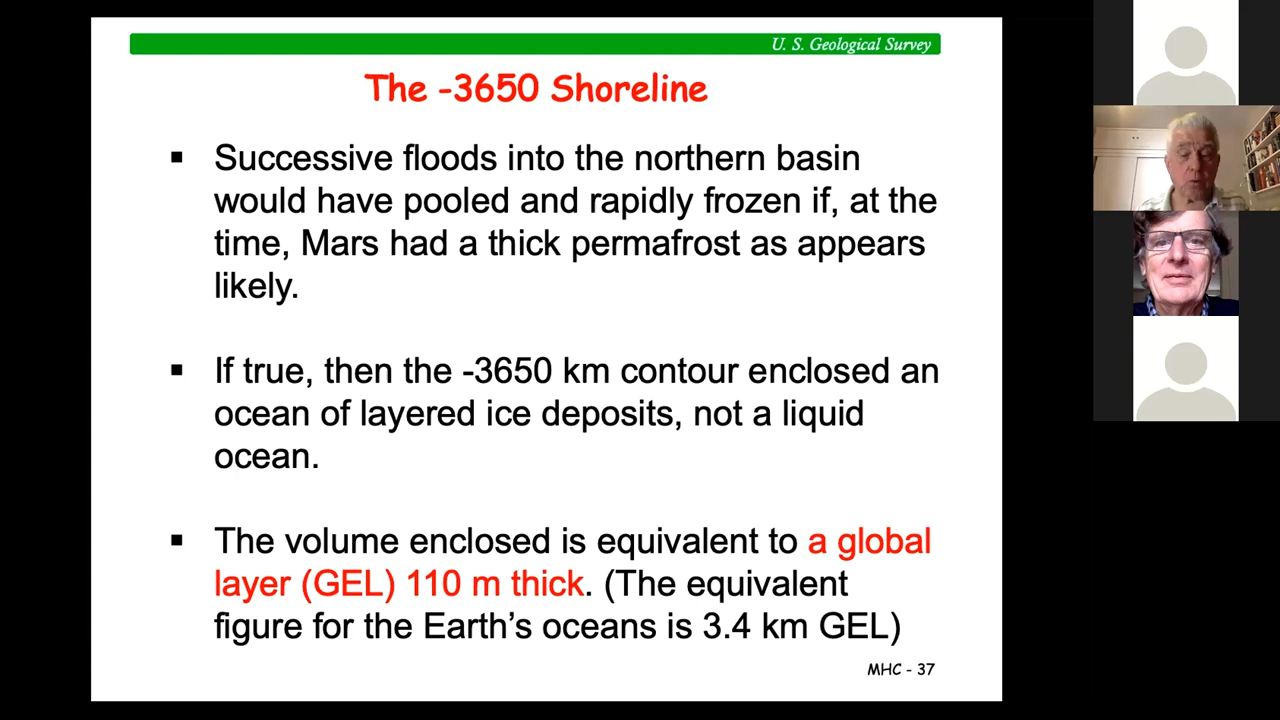 U. S. Geological Survey
The -3650 Shoreline
▪ Successive floods into the northern basin
would have pooled and rapidly frozen if, at the
time, Mars had a thick permafrost as appears
likely.
▪ If true, then the -3650 km contour enclosed an
ocean of layered ice deposits, not a liquid
ocean.
▪ The volume enclosed is equivalent to a global
layer (GEL) 110 m thick. (The equivalent
figure for the Earth’s oceans is 3.4 km GEL)
MHC - 37